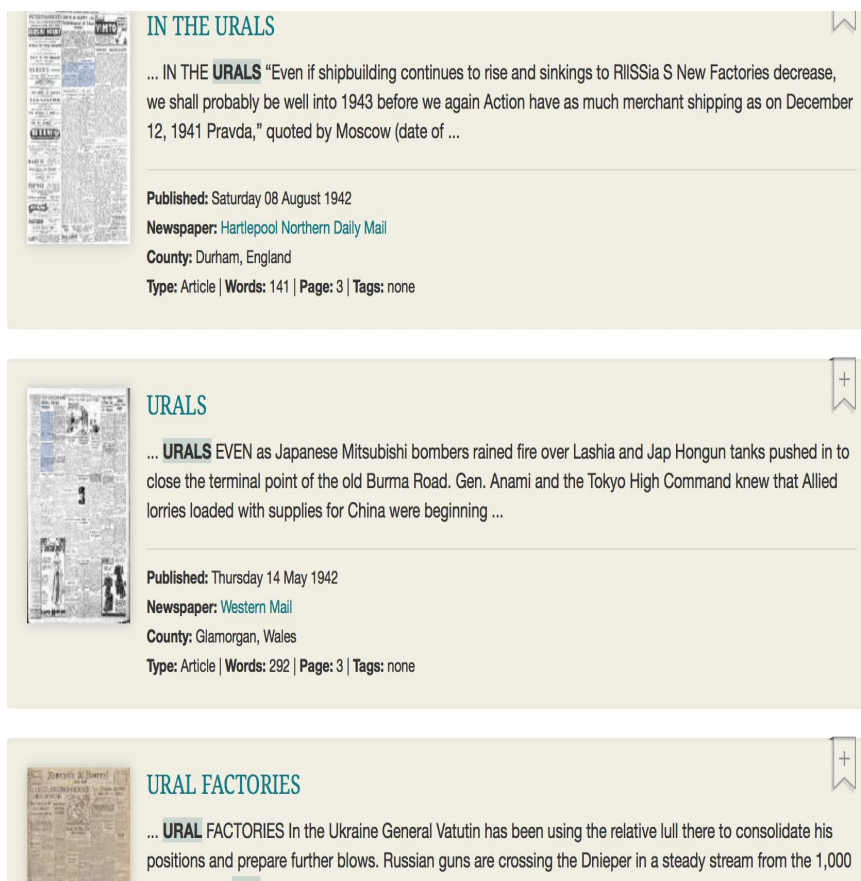 IN THE URALS
... IN THE URALS “Even if shipbuilding continues to rise and sinkings to RIISSia S New Factories decrease,
we shall probably be well into 1943 before we again Action have as much merchant shipping as on December
12, 1941 Pravda,” quoted by Moscow (date of ...
Published: Saturday 08 August 1942
Newspaper: Hartlepool Northern Daily Mail
County: Durham, England
Type: Article | Words: 141 | Page: 3 | Tags: none
URALS
... URALS EVEN as Japanese Mitsubishi bombers rained fire over Lashia and Jap Hongun tanks pushed in to
close the terminal point of the old Burma Road. Gen. Anami and the Tokyo High Command knew that Allied
lorries loaded with supplies for China were beginning ...
Published: Thursday 14 May 1942
Newspaper: Western Mail
County: Glamorgan, Wales
Type: Article | Words: 292 | Page: 3 | Tags: none
URAL FACTORIES
... URAL FACTORIES In the Ukraine General Vatutin has been using the relative lull there to consolidate his
positions and prepare further blows. Russian guns are crossing the Dnieper in a steady stream from the 1,000